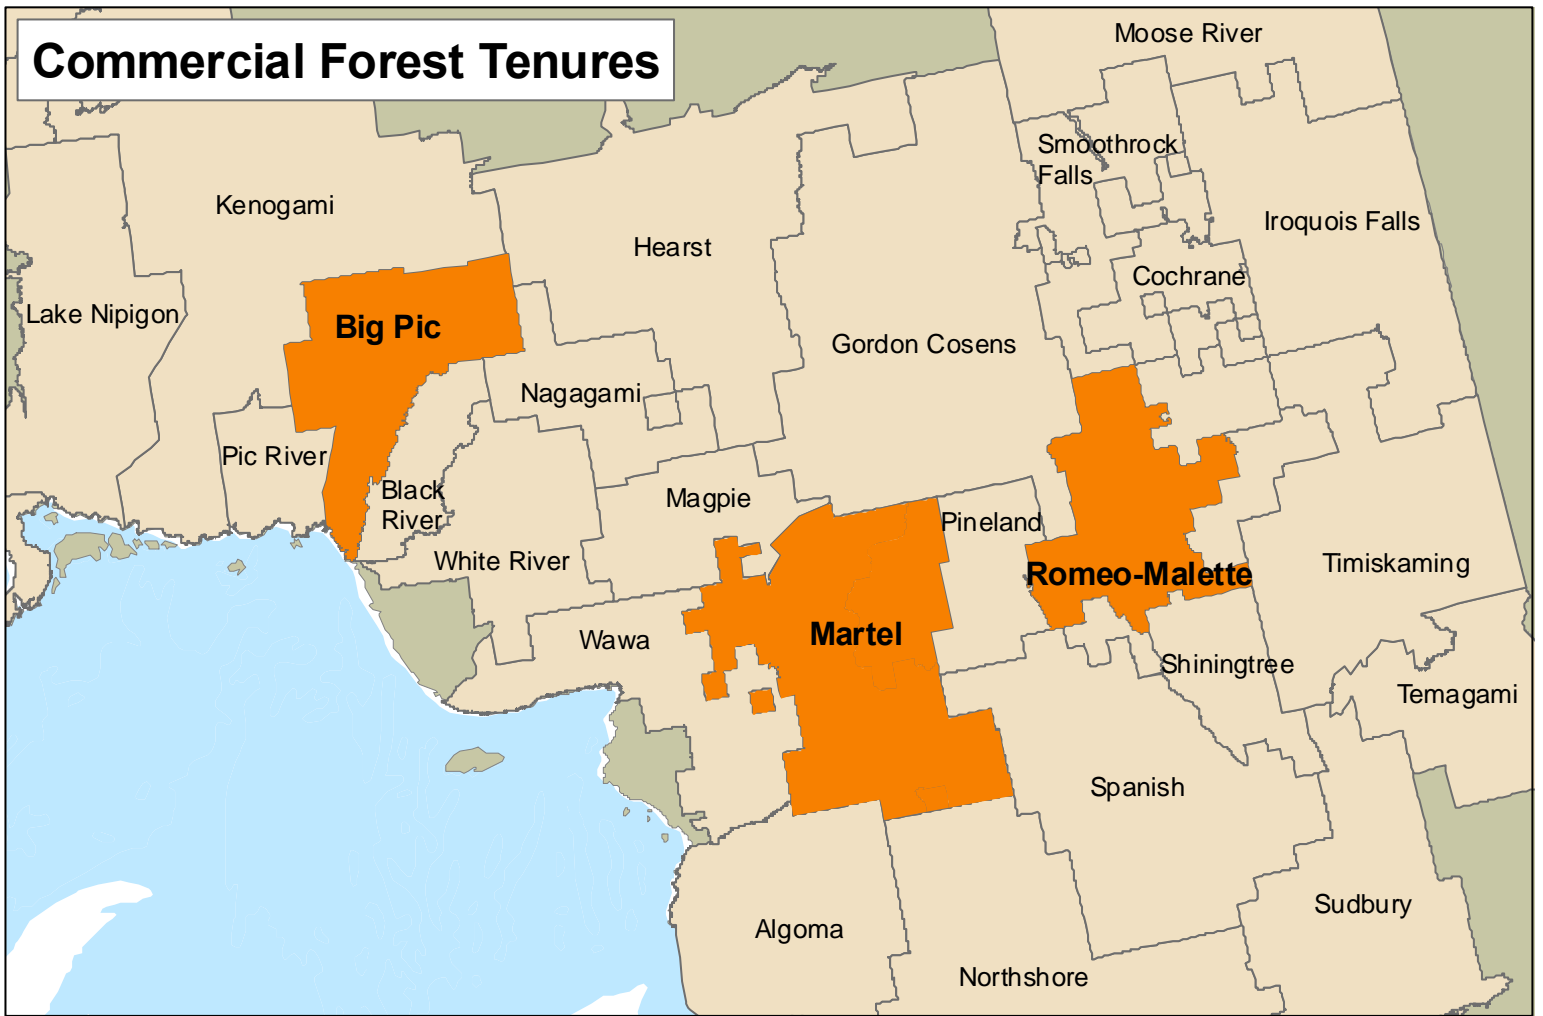 Commercial Forest Tenures
Moose River
Smoothrock
Falls
Kenogami
Iroquois Falls
Hearst
Cochrane
Lake Nipigon
Big Pic
Gordon Cosens
Nagagami
Pic River
Black
River
Magpie
Pineland
White River
Romeo-Malette
Timiskaming
Wawa
Martel
Shiningtree
Temagami
Spanish
Sudbury
Algoma
Northshore